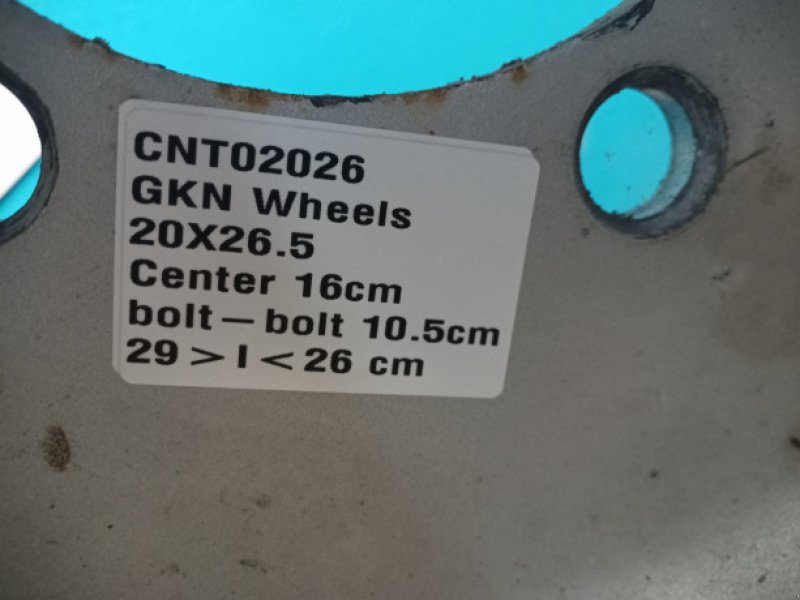 CNT02026
GKN Wheels
20X26.5
Center 16cm
bolt—bolt 10.5cm
29 > I < 26 cm